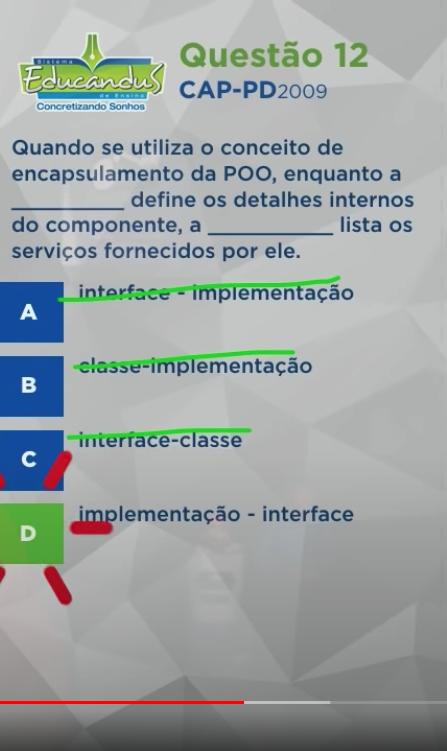 Sistema
Educandus
de Ensino
Concretizando Sonhos
Questão 12
CAP-PD2009
Quando se utiliza o conceito de
encapsulamento da POO, enquanto a
__________ define os detalhes internos
do componente, a ___________ lista os
serviços fornecidos por ele.
A
interface - implementação
B
classe-implementação
C
interface-classe
D
implementação - interface